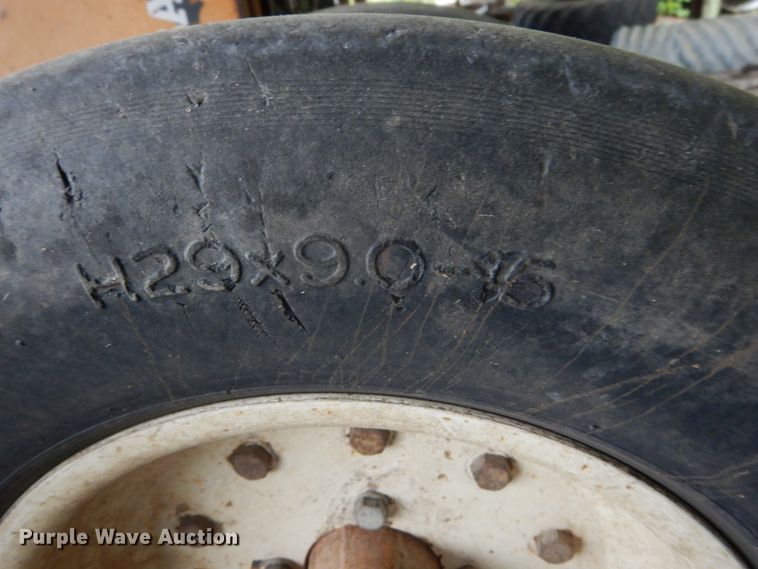 A
H29x9.0-15
Purple Wave Auction